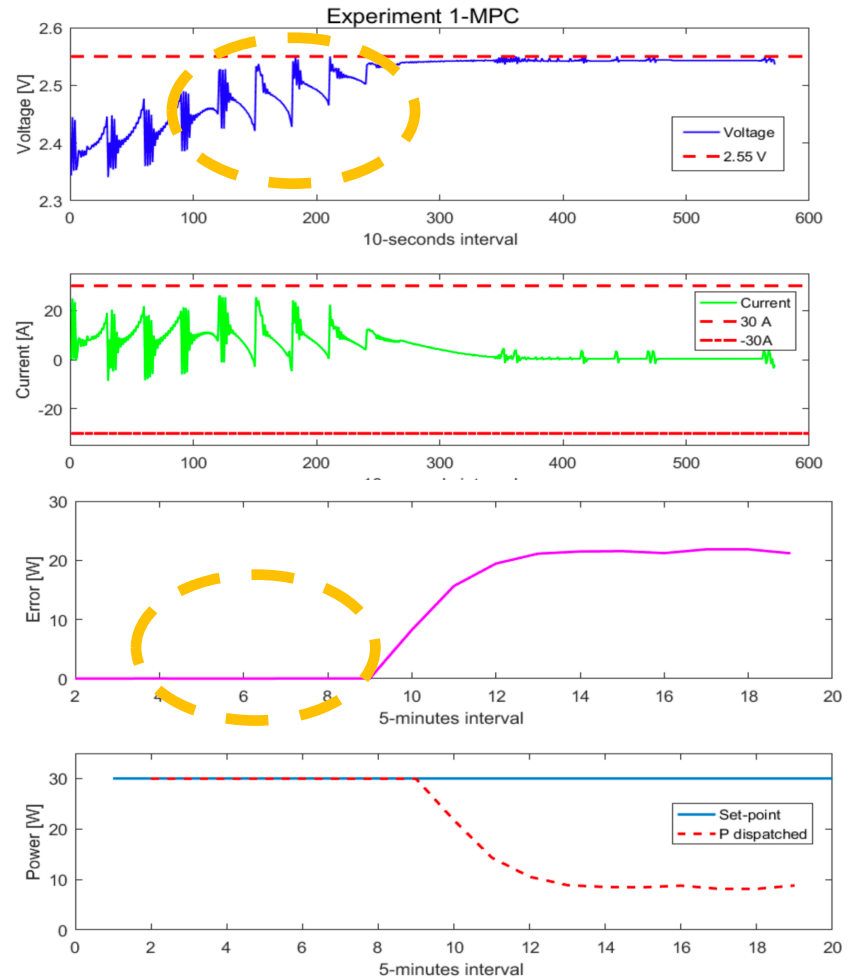 Experiment 1-MPC
2.6
2.5
2.4
2.3
Voltage [V]
Voltage
2.55 V
0 100 200 300 400 500 600
10-seconds interval
20
0
-20
Current [A]
Current
30 A
-30A
0 100 200 300 400 500 600
30
20
10
0
Error [W]
2 4 6 8 10 12 14 16 18 20
5-minutes interval
30
20
10
0
Power [W]
Set-point
P dispatched
0 2 4 6 8 10 12 14 16 18 20
5-minutes interval